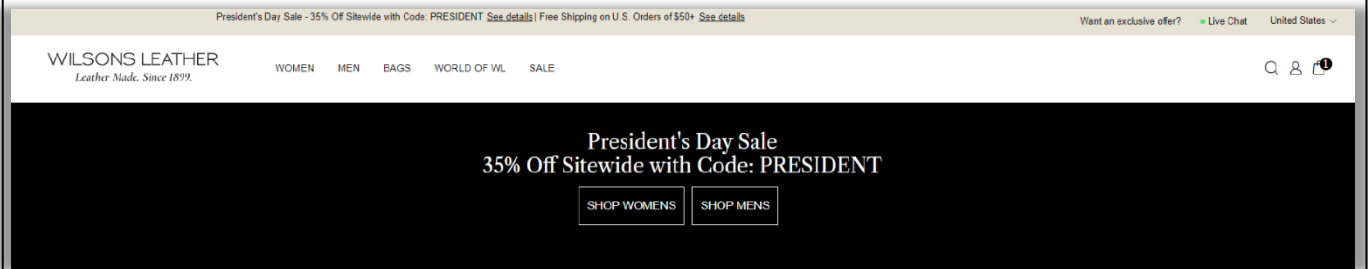 President's Day Sale - 35% Off Sitewide with Code: PRESIDENT See details | Free Shipping on U.S. Orders of $50+ See details
Want an exclusive offer?
Live Chat
United States
WILSONS LEATHER
Leather Made. Since 1899.
WOMEN
MEN
BAGS
WORLD OF WL
SALE
1
President's Day Sale
35% Off Sitewide with Code: PRESIDENT
SHOP WOMENS
SHOP MENS